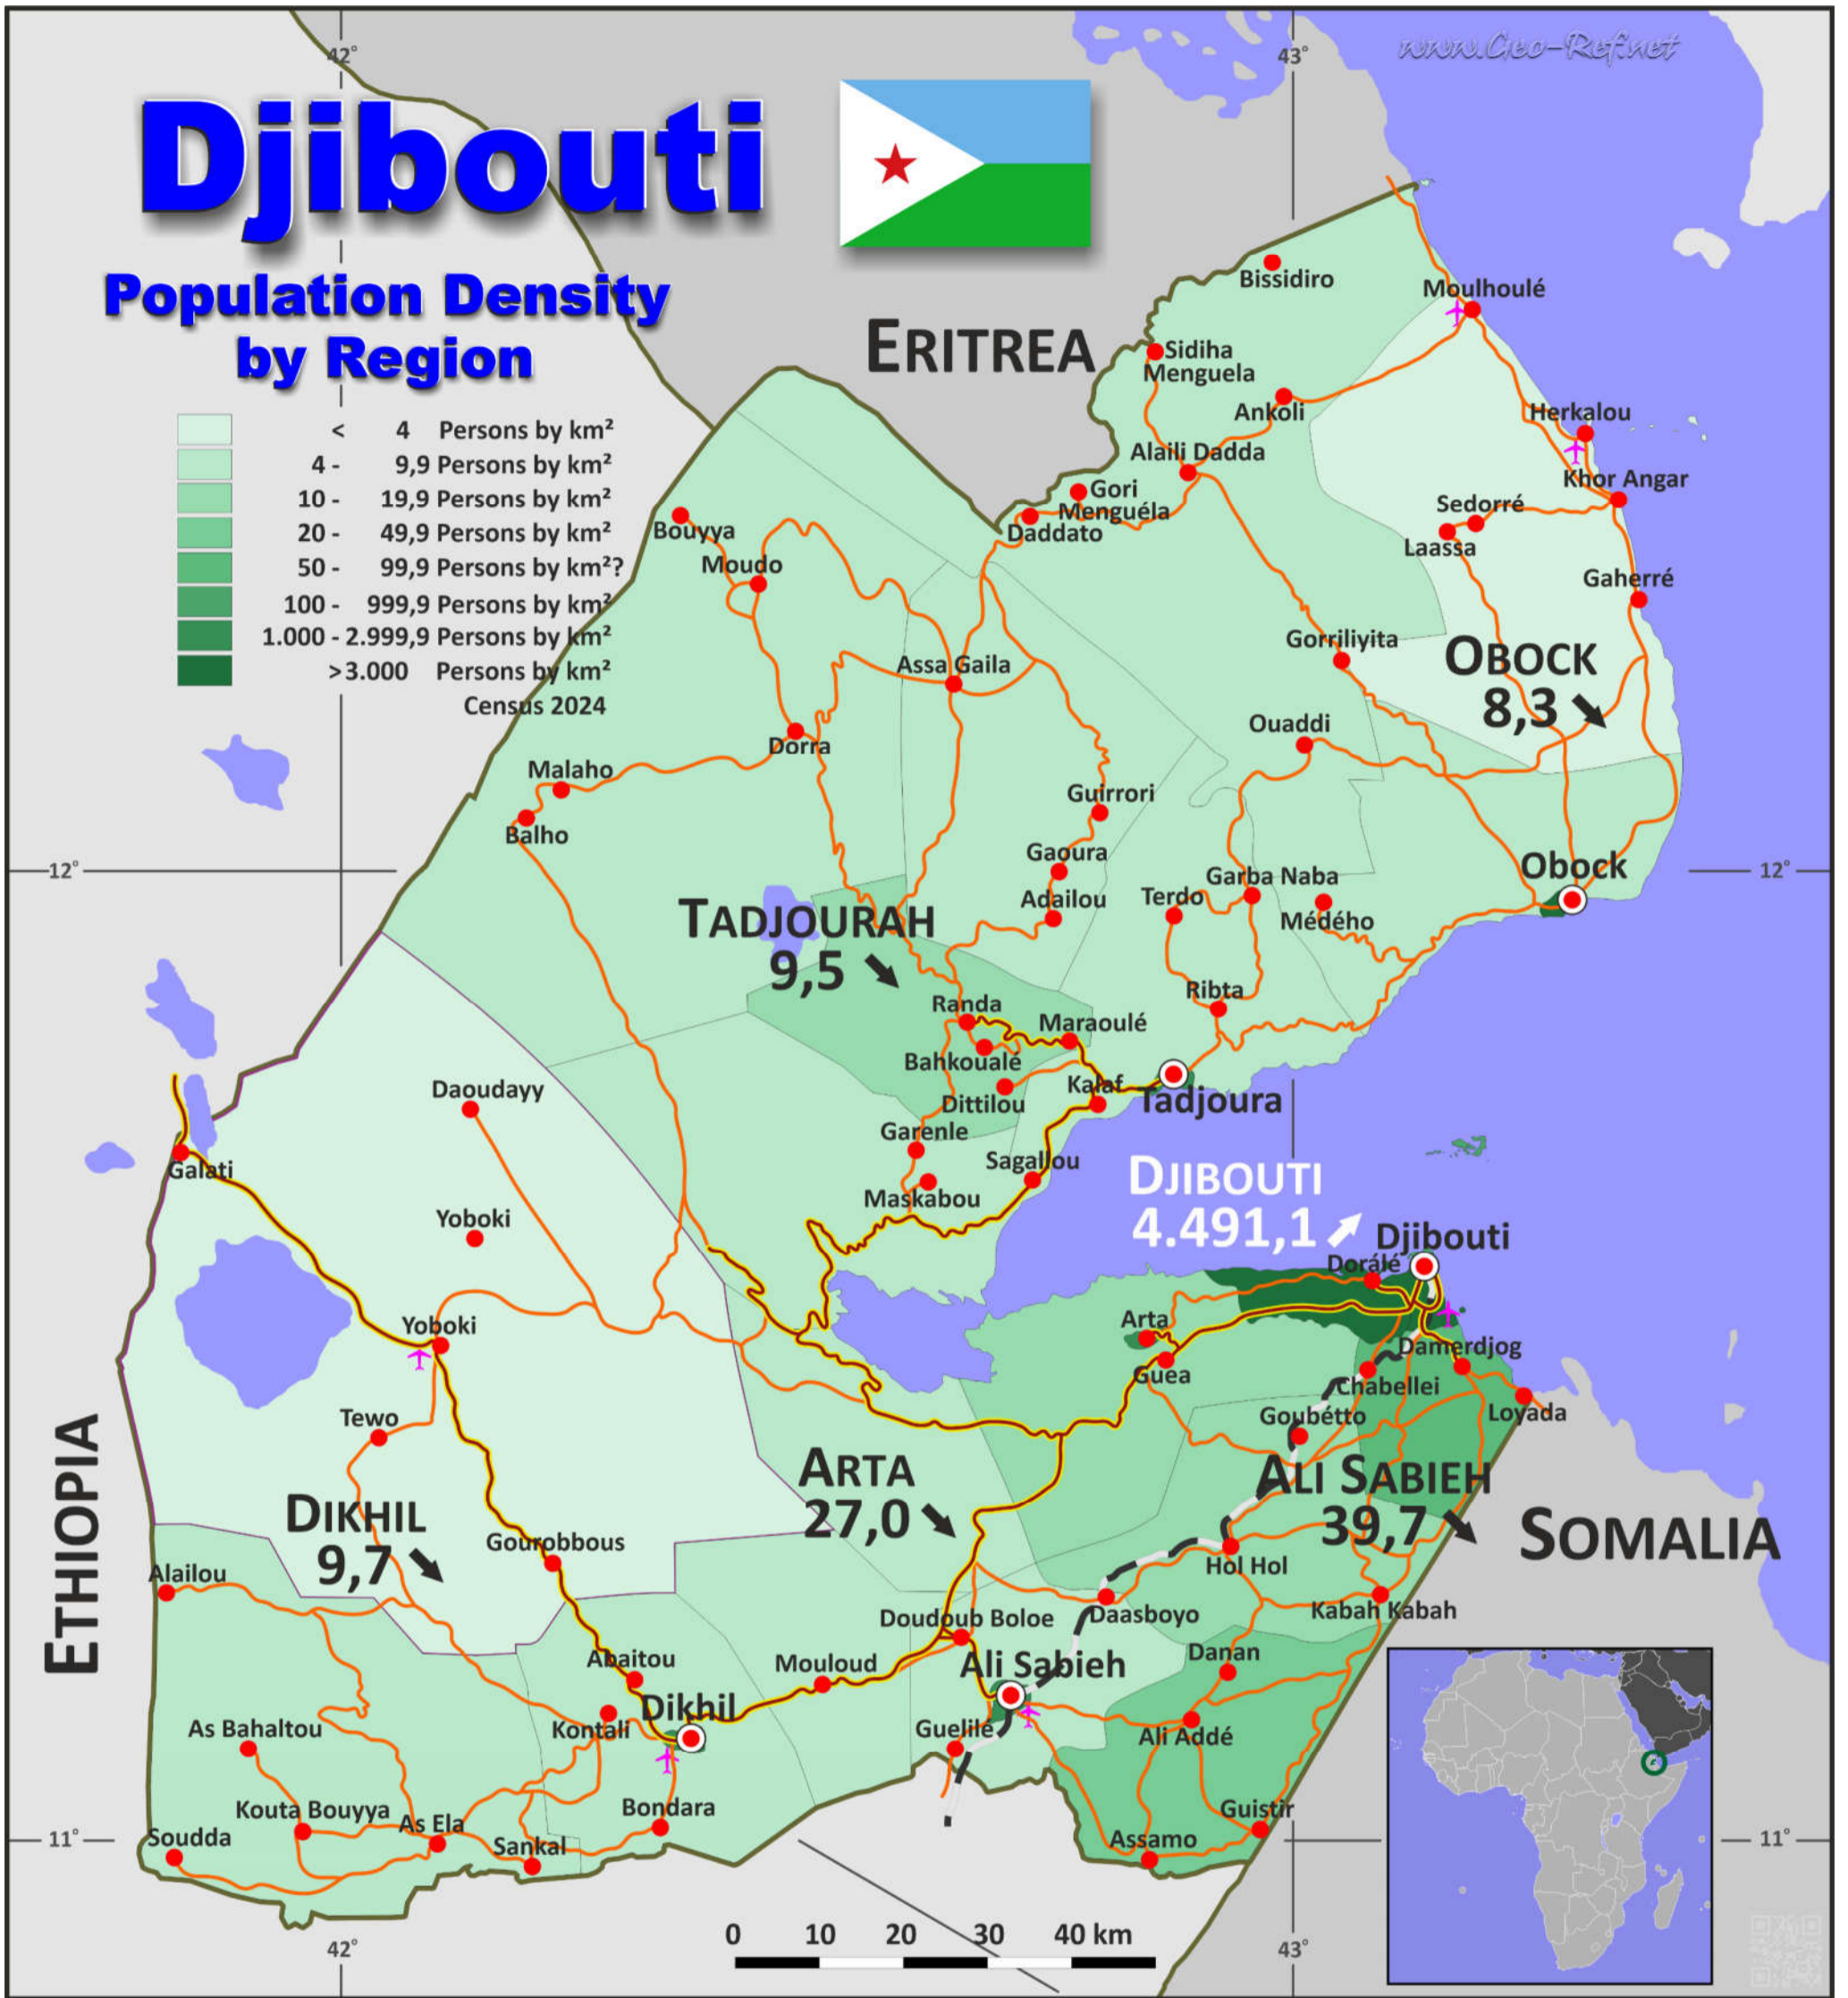 www.Geo-Ref.net
42°
43°
Djibouti
Population Density
by Region
< 4 Persons by km²
4 - 9,9 Persons by km²
10 - 19,9 Persons by km²
20 - 49,9 Persons by km²
50 - 99,9 Persons by km²?
100 - 999,9 Persons by km²
1.000 - 2.999,9 Persons by km²
>3.000 Persons by km²
Census 2024
ERITREA
Bissidiro
Moulhoulé
Sidiha
Menguela
Ankoli
Herkalou
Alaili Dadda
Khor Angar
Gori
Menguéla
Sedorré
Bouyya
Daddato
Laassa
Moudo
Gaherré
Gorriliyita
OBOCK
8,3
Assa Gaila
Ouaddi
Dorra
Malaho
Guirrori
Balho
Gaoura
Obock
12°
12°
Garba Naba
Adailou
Terdo
Médého
TADJOURAH
9,5
Ribta
Randa
Maraoulé
Bahkoualé
Daoudayy
Kalaf
Tadjoura
Dittilou
Garenle
Sagallou
Galati
Maskabou
DJIBOUTI
4.491,1
Yoboki
Djibouti
Dorálé
Arta
Yoboki
Damerdjog
Guea
Chabellei
Tewo
Goubétto
Loyada
ARTA
27,0
ALI SABIEH
39,7
ETHIOPIA
DIKHIL
9,7
SOMALIA
Gourobbous
Hol Hol
Alailou
Doudoub Boloe
Daasboyo
Kabah Kabah
Abaitou
Mouloud
Ali Sabieh
Danan
Dikhil
As Bahaltou
Kontali
Guelilé
Ali Addé
Kouta Bouyya
Bondara
Guistir
As Ela
Soudda
Sankal
Assamo
11°
11°
0 10 20 30 40 km
42°
43°